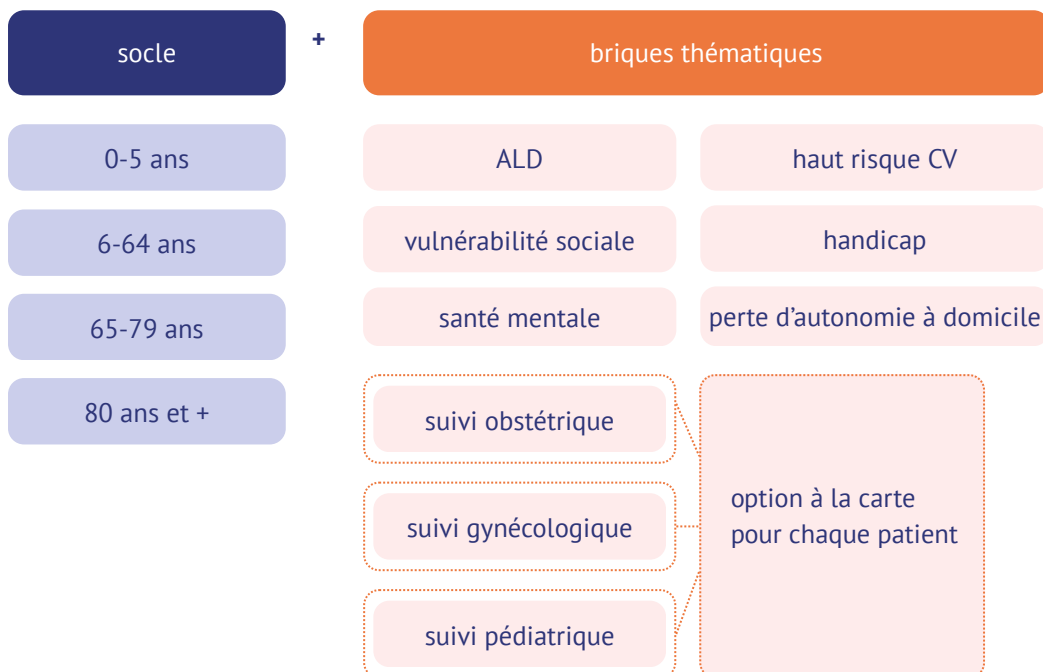 socle
+
briques thématiques
0-5 ans
6-64 ans
65-79 ans
80 ans et +
ALD
haut risque CV
vulnérabilité sociale
handicap
santé mentale
perte d’autonomie à domicile
suivi obstétrique
suivi gynécologique
suivi pédiatrique
option à la carte
pour chaque patient